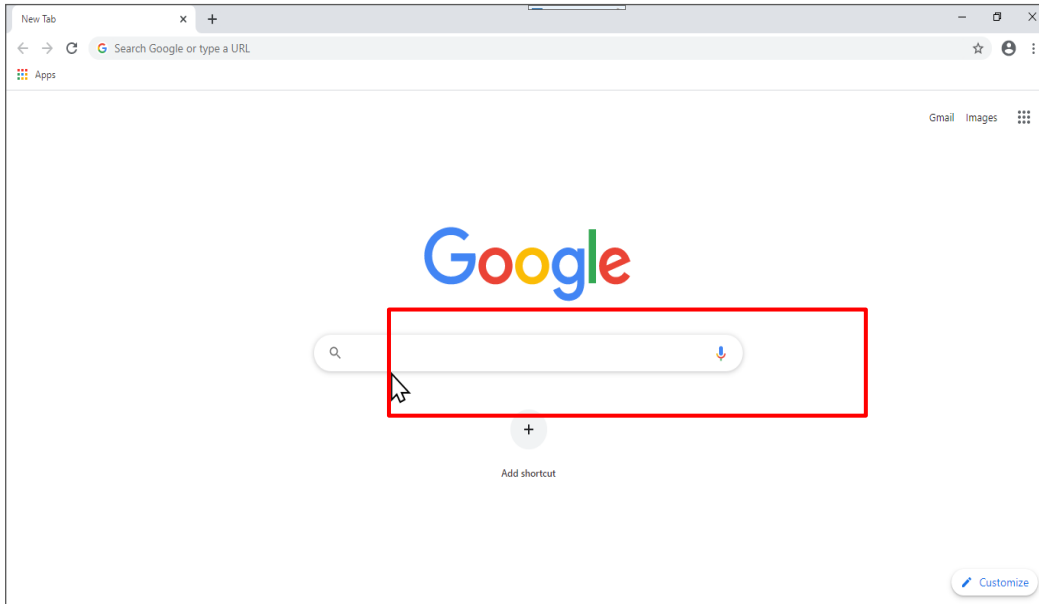 New Tab
Search Google or type a URL
Apps
Gmail Images
Google
Add shortcut
Customize